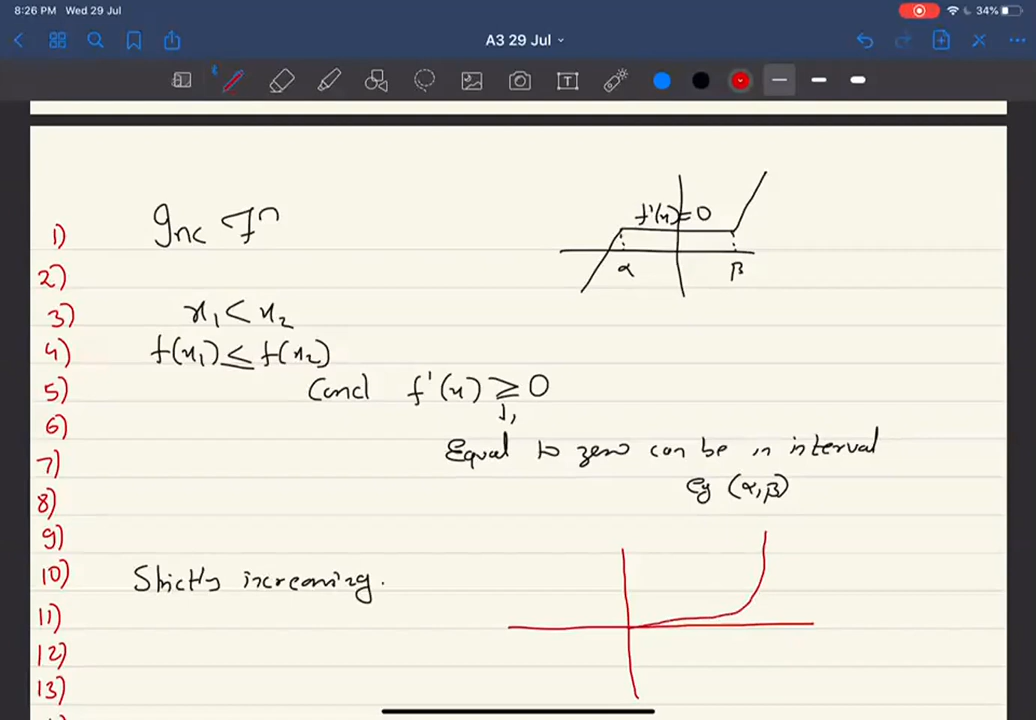 8:26 PM Wed 29 Jul
34%
A3 29 Jul
T
1)
Inc Fn
f'(x)=0
α
β
2)
3)
x1 < x2
4)
f(x1) ≤ f(x2)
5)
Cond f'(x) ≥ 0
6)
7)
Equal to zero can be in interval
8)
Eg (α,β)
9)
10)
Strictly increasing.
11)
12)
13)